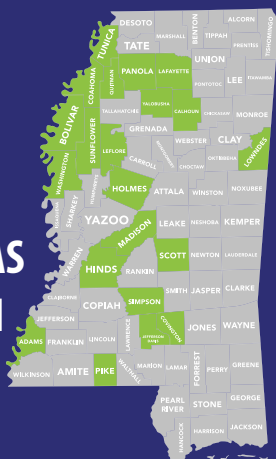 DESOTO
MARSHALL
BENTON
TIPPAH
ALCORN
TISHOMINGO
PRENTISS
TUNICA
TATE
UNION
COAHOMA
QUITMAN
PANOLA
LAFAYETTE
PONTOTOC
LEE
ITAWAMBA
BOLIVAR
TALLAHATCHIE
YALOBUSHA
CALHOUN
CHICKASAW
MONROE
SUNFLOWER
LEFLORE
GRENADA
WEBSTER
CLAY
WASHINGTON
HUMPHREYS
CARROLL
MONTGOMERY
CHOCTAW
OKTIBBEHA
LOWNDES
HOLMES
ATTALA
WINSTON
NOXUBEE
ISSAQUENA
SHARKEY
YAZOO
MADISON
LEAKE
NESHOBA
KEMPER
AS
WARREN
HINDS
RANKIN
SCOTT
NEWTON
LAUDERDALE
CLAIBORNE
COPIAH
SIMPSON
SMITH
JASPER
CLARKE
JEFFERSON
ADAMS
FRANKLIN
LINCOLN
LAWRENCE
JEFFERSON
DAVIS
COVINGTON
JONES
WAYNE
WILKINSON
AMITE
PIKE
WALTHALL
MARION
LAMAR
FORREST
PERRY
GREENE
PEARL
RIVER
STONE
GEORGE
HANCOCK
HARRISON
JACKSON